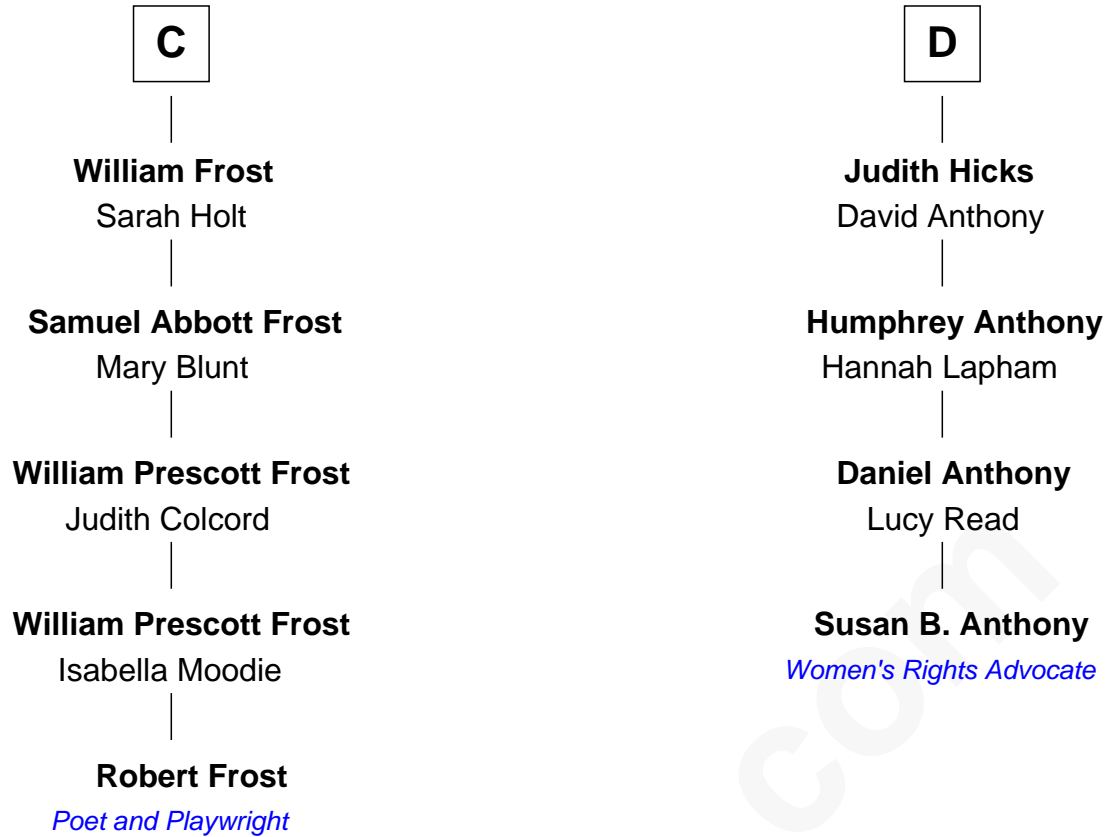 C
William Frost
Sarah Holt
Samuel Abbott Frost
Mary Blunt
William Prescott Frost
Judith Colcord
William Prescott Frost
Isabella Moodie
Robert Frost
Poet and Playwright
D
Judith Hicks
David Anthony
Humphrey Anthony
Hannah Lapham
Daniel Anthony
Lucy Read
Susan B. Anthony
Women's Rights Advocate
com